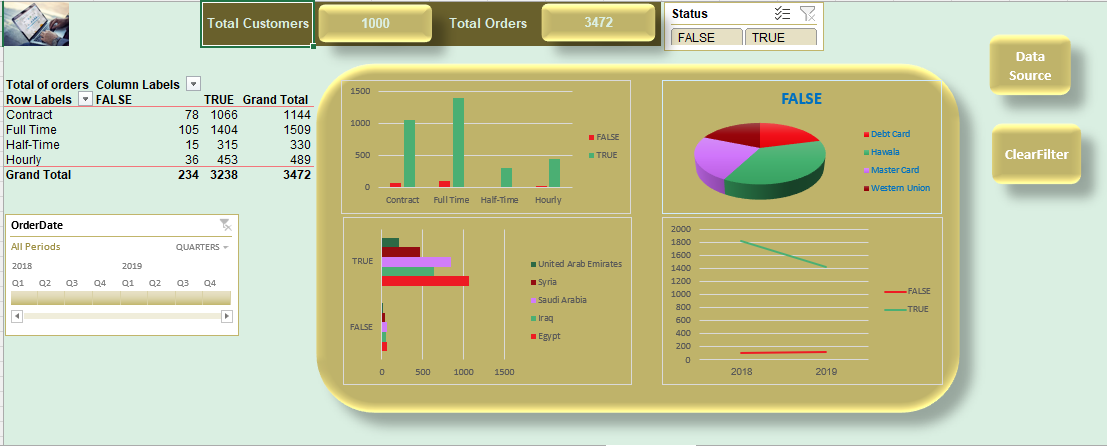 Total Customers 1000 Total Orders 3472
Status
FALSE TRUE
Data
Source
ClearFilter
Total of orders Column Labels
Row Labels FALSE TRUE Grand Total
Contract 78 1066 1144
Full Time 105 1404 1509
Half-Time 15 315 330
Hourly 36 453 489
Grand Total 234 3238 3472
OrderDate
All Periods QUARTERS
2018 2019
Q1 Q2 Q3 Q4 Q1 Q2 Q3 Q4
1500
1000
500
0
Contract Full Time Half-Time Hourly
FALSE
TRUE
FALSE
Debt Card
Hawala
Master Card
Western Union
TRUE
FALSE
0 500 1000 1500
United Arab Emirates
Syria
Saudi Arabia
Iraq
Egypt
2000
1800
1600
1400
1200
1000
800
600
400
200
0
2018 2019
FALSE
TRUE